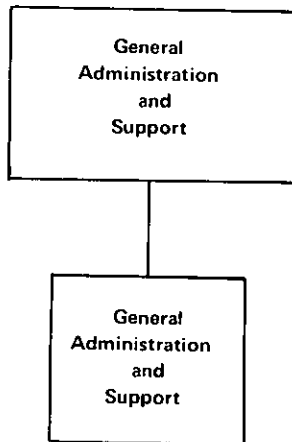 General
Administration
and
Support
General
Administration
and
Support